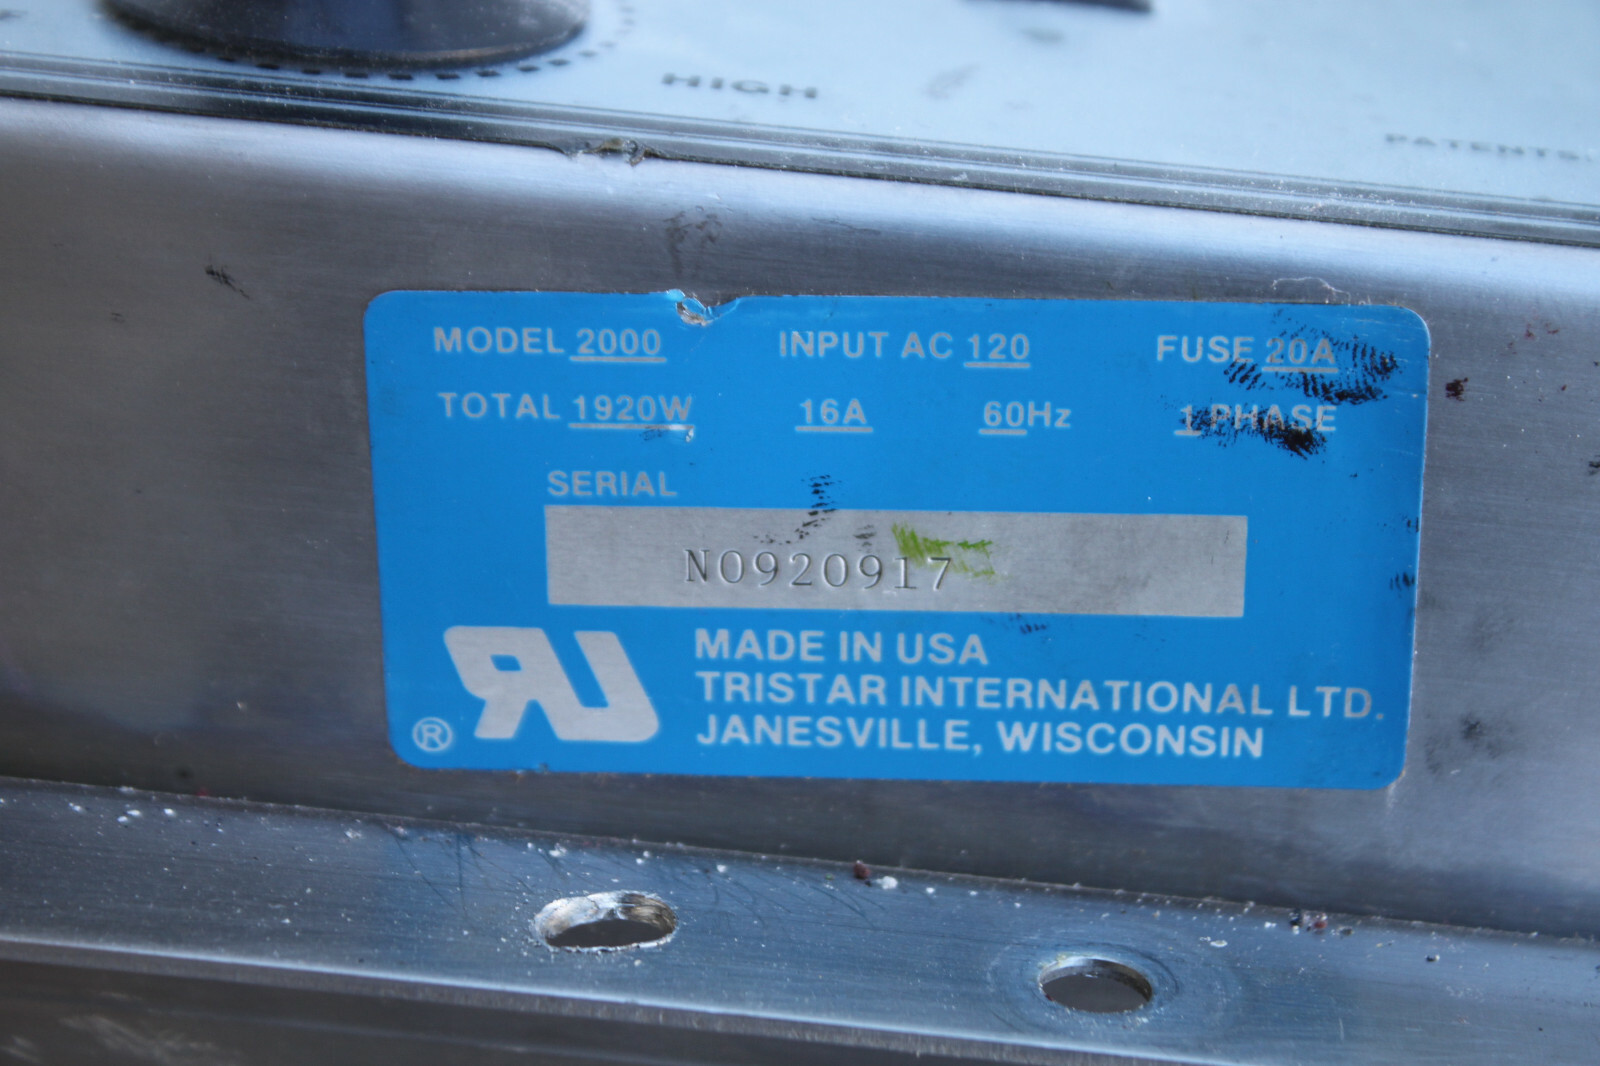 HIGH
PATENTS:
MODEL 2000 INPUT AC 120 FUSE 20A
TOTAL 1920W 16A 60Hz 1 PHASE
SERIAL
N0920917
MADE IN USA
TRISTAR INTERNATIONAL LTD.
® JANESVILLE, WISCONSIN